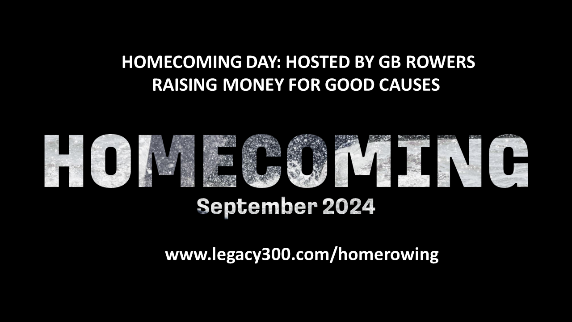 HOMECOMING DAY: HOSTED BY GB ROWERS
RAISING MONEY FOR GOOD CAUSES
HOMECOMING
September 2024
www.legacy300.com/homerowing